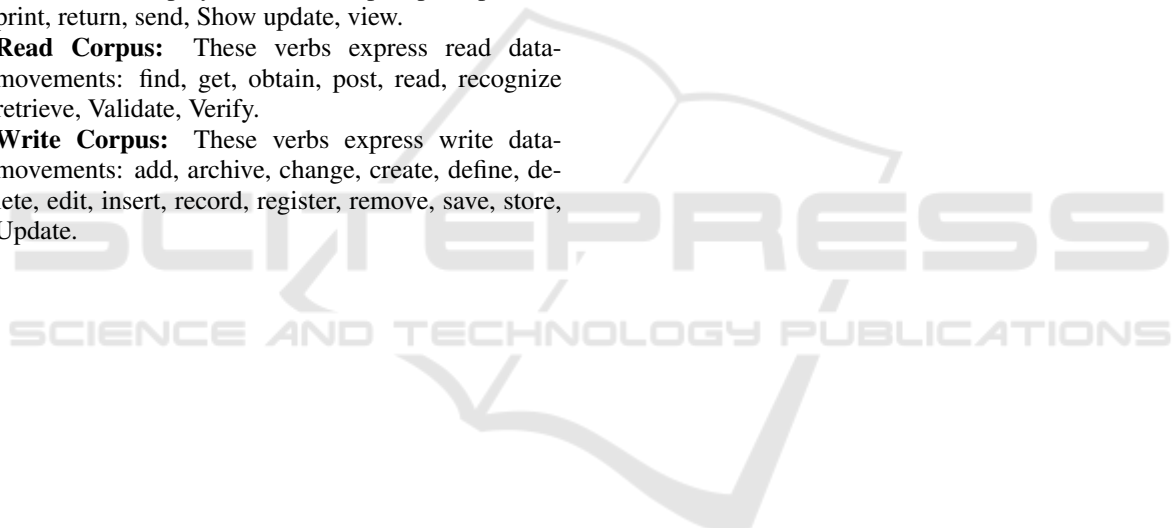 print, return, send, Show update, view.
Read Corpus: These verbs express read data-
movements: find, get, obtain, post, read, recognize
retrieve, Validate, Verify.
Write Corpus: These verbs express write data-
movements: add, archive, change, create, define, de-
lete, edit, insert, record, register, remove, save, store,
Update.
SCITEPRESS
SCIENCE AND TECHNOLOGY PUBLICATIONS